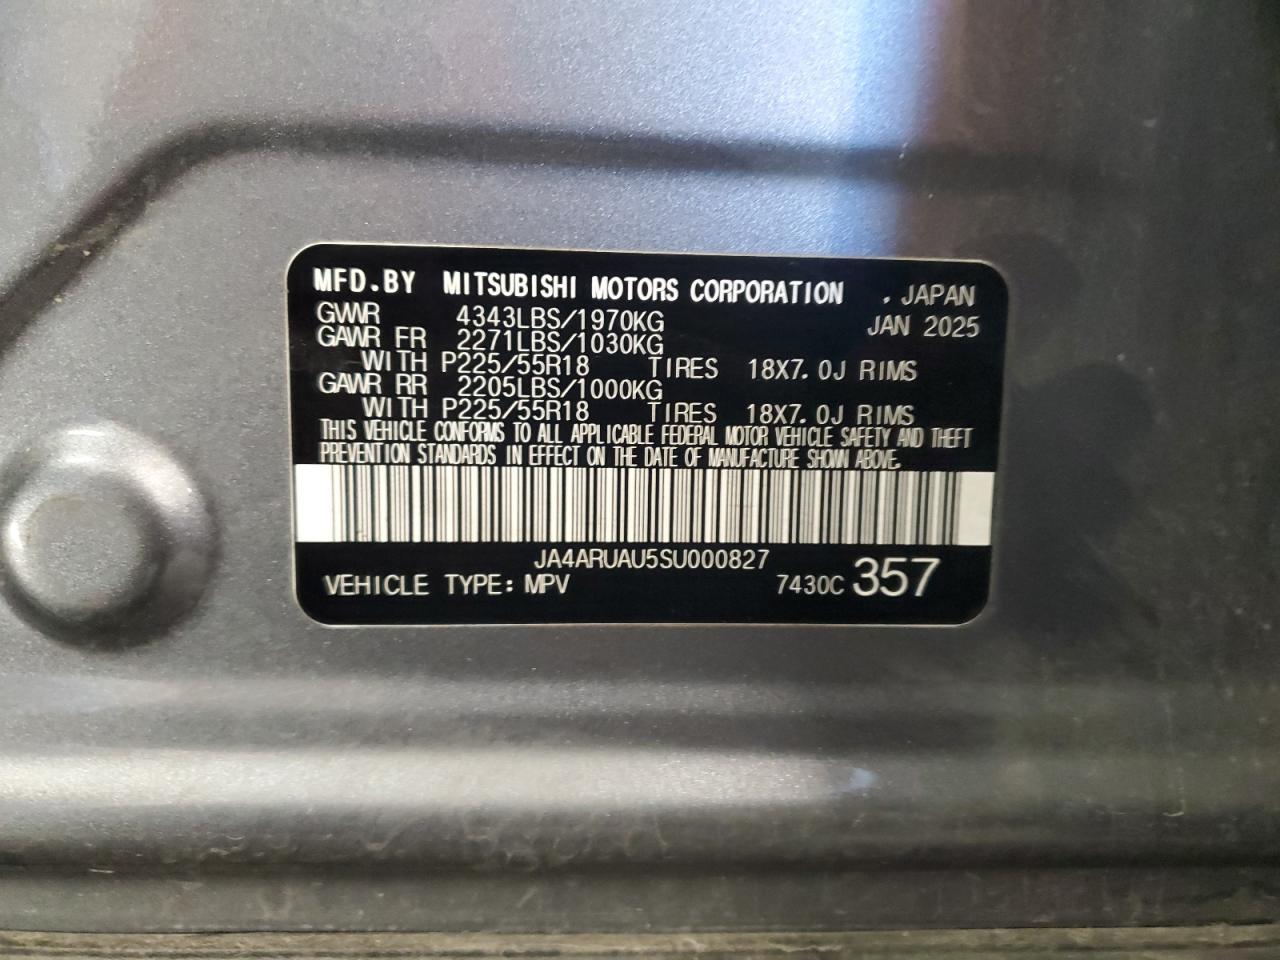 MFD.BY MITSUBISHI MOTORS CORPORATION . JAPAN
GVWR 4343LBS/1970KG JAN 2025
GAWR FR 2271LBS/1030KG
WITH P225/55R18 TIRES 18X7.0J RIMS
GAWR RR 2205LBS/1000KG
WITH P225/55R18 TIRES 18X7.0J RIMS
THIS VEHICLE CONFORMS TO ALL APPLICABLE FEDERAL MOTOR VEHICLE SAFETY AND THEFT
PREVENTION STANDARDS IN EFFECT ON THE DATE OF MANUFACTURE SHOWN ABOVE.
JA4ARUAU5SU000827
VEHICLE TYPE: MPV 7430C 357